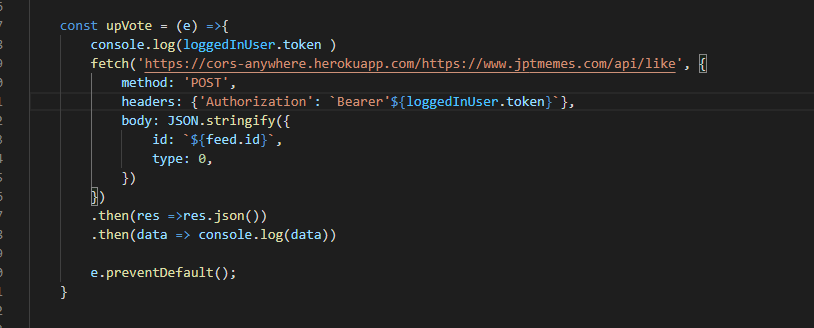 const upVote = (e) =>{
console.log(loggedInUser.token )
fetch('https://cors-anywhere.herokuapp.com/https://www.jptmemes.com/api/like', {
method: 'POST',
headers: {'Authorization': `Bearer'${loggedInUser.token}`},
body: JSON.stringify({
id: `${feed.id}`,
type: 0,
})
})
.then(res =>res.json())
.then(data => console.log(data))
e.preventDefault();
}